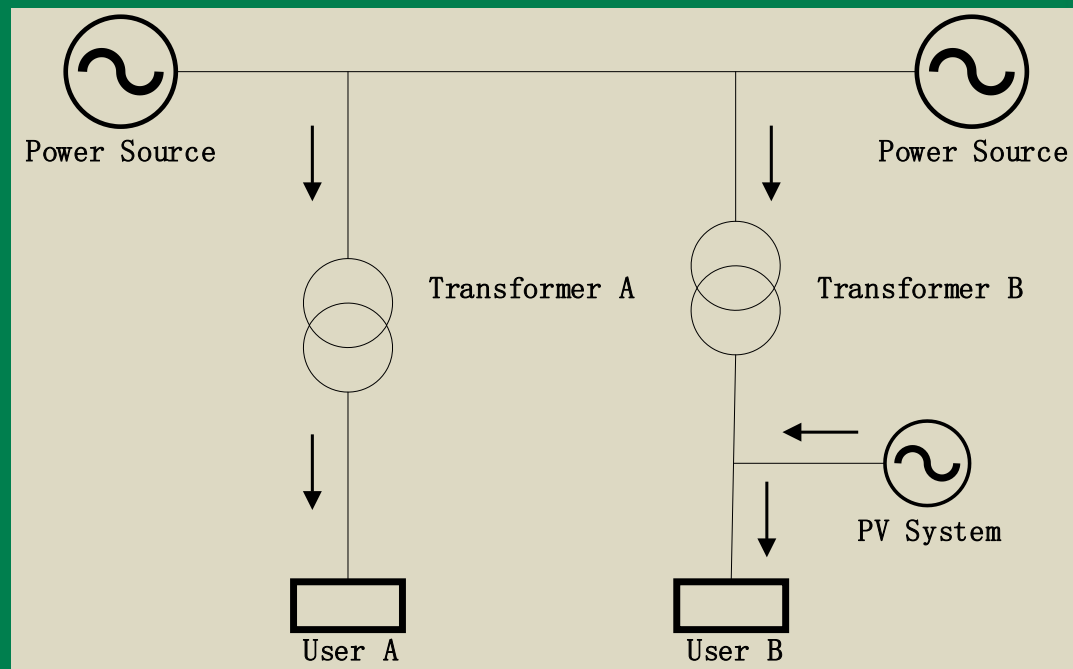 Power Source
Power Source
Transformer A
Transformer B
PV System
User A
User B